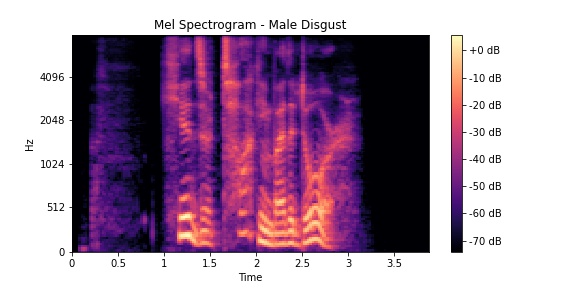 Mel Spectrogram - Male Disgust
4096
2048
1024
512
0
Hz
0
0.5
1
1.5
2
2.5
3
3.5
Time
+0 dB
-10 dB
-20 dB
-30 dB
-40 dB
-50 dB
-60 dB
-70 dB